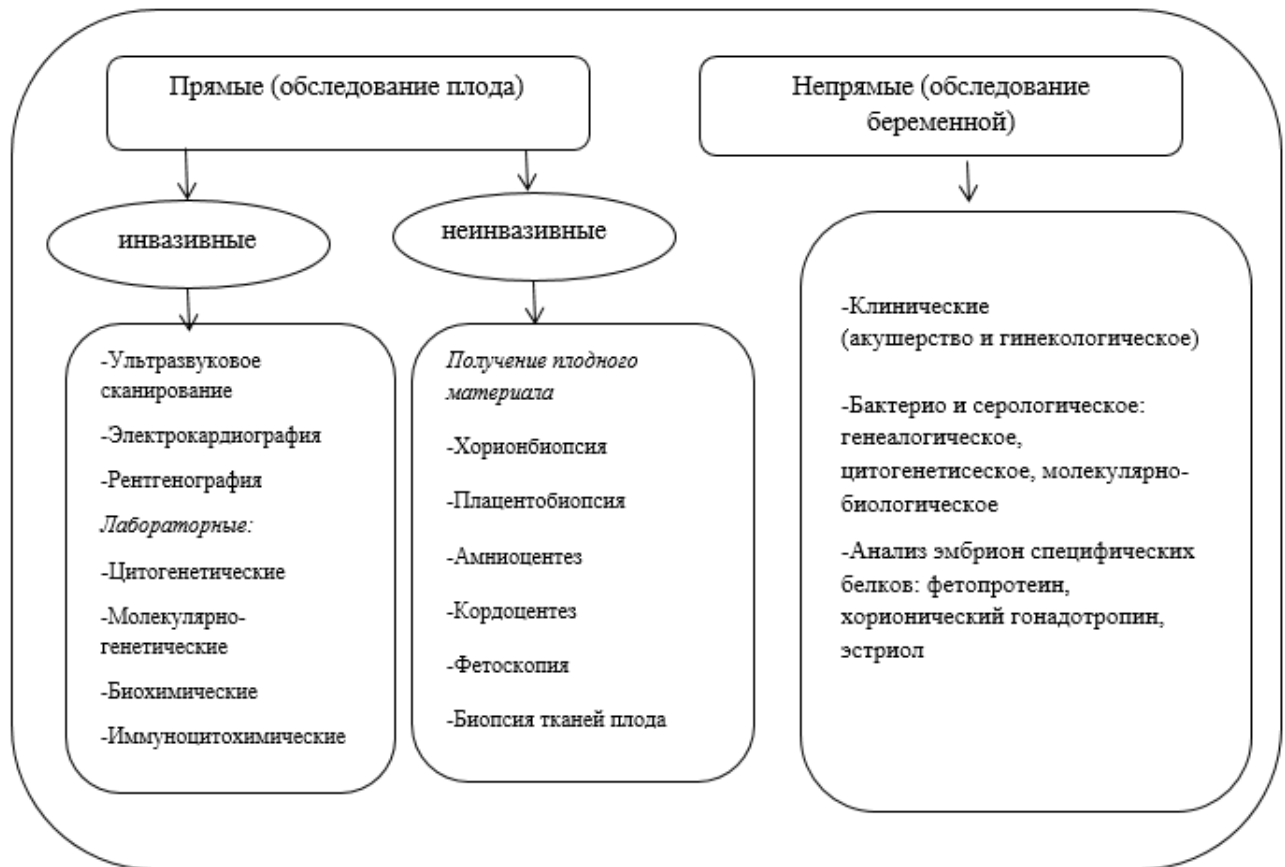 Прямые (обследование плода)
Непрямые (обследование
беременной)
инвазивные
неинвазивные
-Ультразвуковое
сканирование
-Электрокардиография
-Рентгенография
Лабораторные:
-Цитогенетические
-Молекулярно-
генетические
-Биохимические
-Иммуноцитохимические
Получение плодного
материала
-Хорионбиопсия
-Плацентобиопсия
-Амниоцентез
-Кордоцентез
-Фетоскопия
-Биопсия тканей плода
-Клинические
(акушерство и гинекологическое)
-Бактерио и серологическое:
генеалогическое,
цитогенетисеское, молекулярно-
биологическое
-Анализ эмбрион специфических
белков: фетопротеин,
хорионический гонадотропин,
эстриол